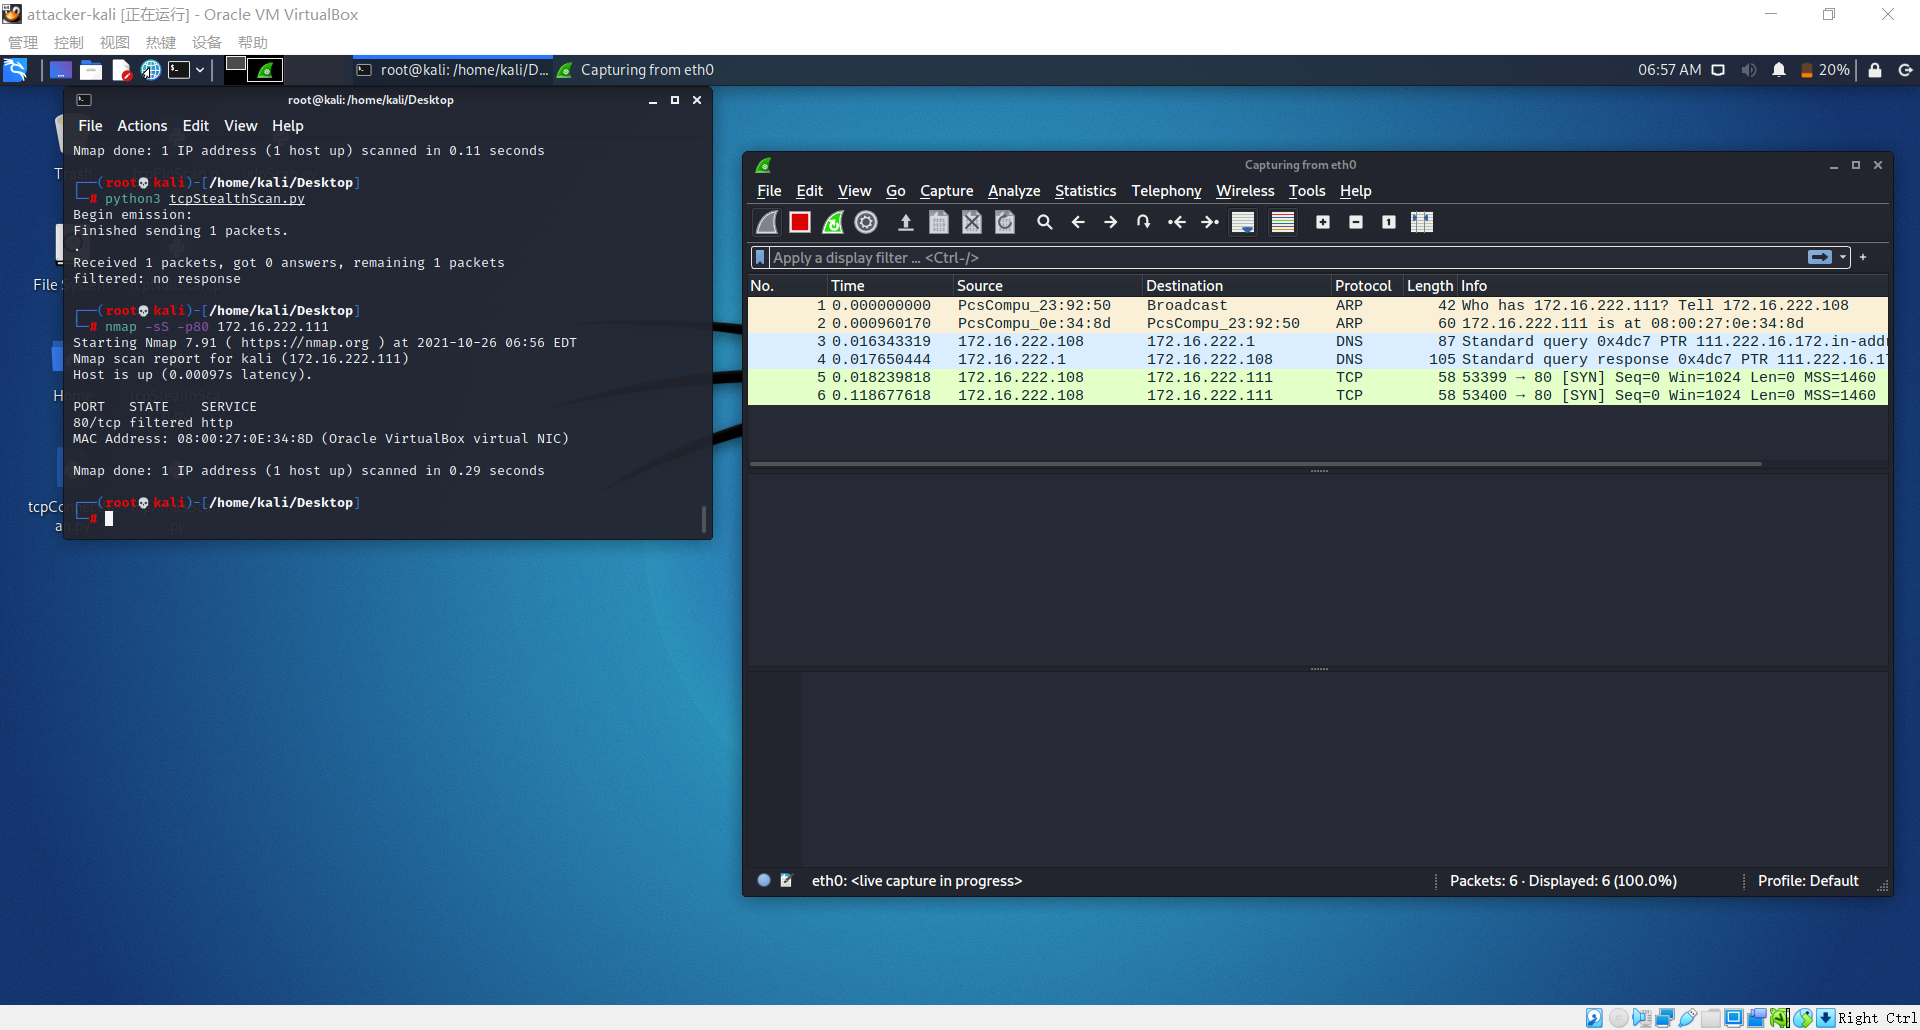 attacker-kali [正在运行] - Oracle VM VirtualBox
管理 控制 视图 热键 设备 帮助
root@kali: /home/kali/D... Capturing from eth0 06:57 AM 20%
root@kali:/home/kali/Desktop
File Actions Edit View Help
Nmap done: 1 IP address (1 host up) scanned in 0.11 seconds
(root💀kali)-[/home/kali/Desktop]
# python3 tcpStealthScan.py
Begin emission:
Finished sending 1 packets.
.
Received 1 packets, got 0 answers, remaining 1 packets
filtered: no response
(root💀kali)-[/home/kali/Desktop]
# nmap -sS -p80 172.16.222.111
Starting Nmap 7.91 ( https://nmap.org ) at 2021-10-26 06:56 EDT
Nmap scan report for kali (172.16.222.111)
Host is up (0.00097s latency).
PORT STATE SERVICE
80/tcp filtered http
MAC Address: 08:00:27:0E:34:8D (Oracle VirtualBox virtual NIC)
Nmap done: 1 IP address (1 host up) scanned in 0.29 seconds
(root💀kali)-[/home/kali/Desktop]
#
File
tcpCo
Capturing from eth0
File Edit View Go Capture Analyze Statistics Telephony Wireless Tools Help
Apply a display filter ... <Ctrl-/>
No. Time Source Destination Protocol Length Info
1 0.000000000 PcsCompu_23:92:50 Broadcast ARP 42 Who has 172.16.222.111? Tell 172.16.222.108
2 0.000960170 PcsCompu_0e:34:8d PcsCompu_23:92:50 ARP 60 172.16.222.111 is at 08:00:27:0e:34:8d
3 0.016343319 172.16.222.108 172.16.222.1 DNS 87 Standard query 0x4dc7 PTR 111.222.16.172.in-addr
4 0.017650444 172.16.222.1 172.16.222.108 DNS 105 Standard query response 0x4dc7 PTR 111.222.16.17
5 0.018239818 172.16.222.108 172.16.222.111 TCP 58 53399 → 80 [SYN] Seq=0 Win=1024 Len=0 MSS=1460
6 0.118677618 172.16.222.108 172.16.222.111 TCP 58 53400 → 80 [SYN] Seq=0 Win=1024 Len=0 MSS=1460
eth0: <live capture in progress> Packets: 6 · Displayed: 6 (100.0%) Profile: Default
Right Ctrl